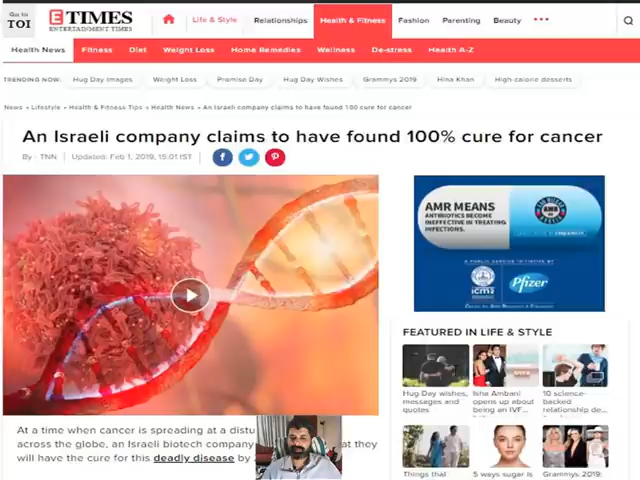 Go to
TOI
E TIMES
ENTERTAINMENT TIMES
Life & Style
Relationships
Health & Fitness
Fashion
Parenting
Beauty
Health News
Fitness
Diet
Weight Loss
Home Remedies
Wellness
De-stress
Health A-Z
TRENDING NOW:
Hug Day Images
Weight Loss
Promise Day
Hug Day Wishes
Grammys 2019
Hina Khan
High-calorie desserts
News » Lifestyle » Health & Fitness Tips » Health News » An Israeli company claims to have found 100 cure for cancer
An Israeli company claims to have found 100% cure for cancer
By - TNN | Updated: Feb 1, 2019, 15:01 IST
AMR MEANS
ANTIBIOTICS BECOME
INEFFECTIVE IN TREATING
INFECTIONS.
AMR
A PUBLIC SERVICE INITIATIVE BY
icmr
Pfizer
FEATURED IN LIFE & STYLE
Hug Day wishes,
messages and
quotes
Isha Ambani
opens up about
being an IVF...
10 science-
backed
relationship de...
Things that
5 ways sugar is
Grammys 2019:
At a time when cancer is spreading at a distu
across the globe, an Israeli biotech company
at they
will have the cure for this deadly disease by